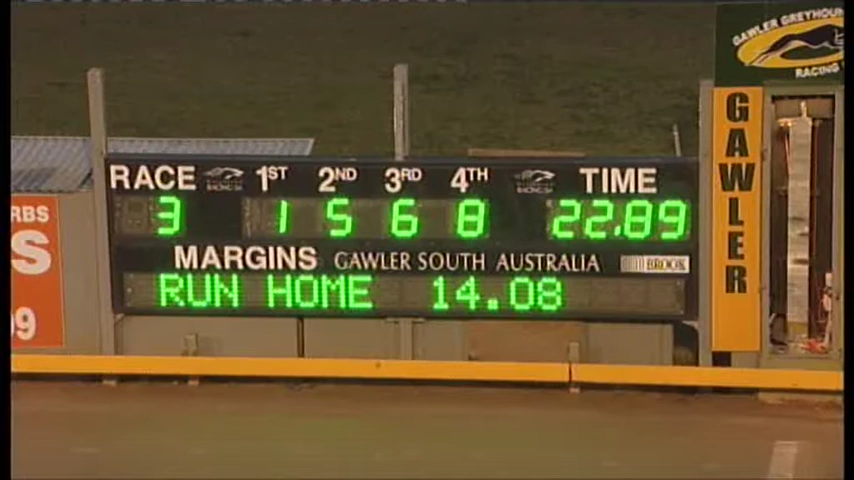 GAWLER GREYHOUND
RACING
RACE 1ST 2ND 3RD 4TH TIME
3 1 5 6 8 22.89
MARGINS GAWLER SOUTH AUSTRALIA BROOK
RUN HOME 14.08
GAWLER
RBS
S
9